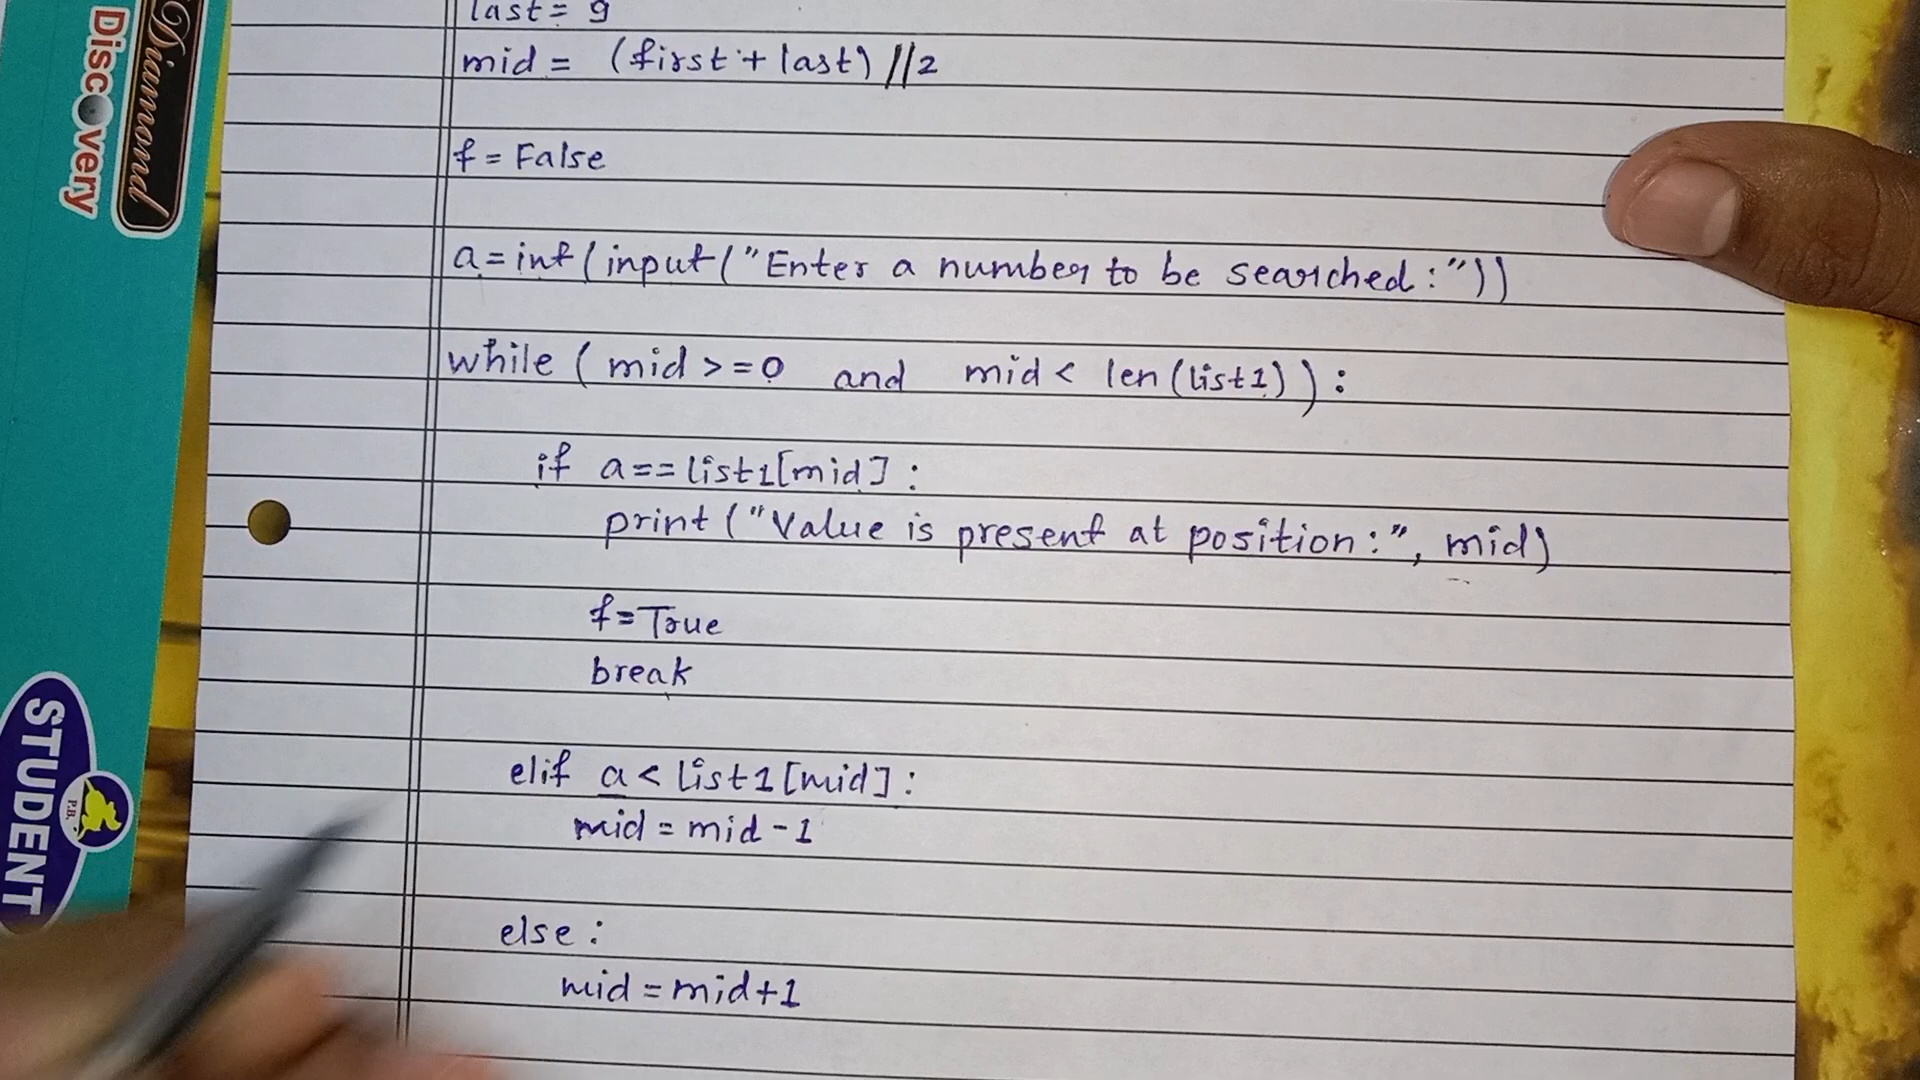 last = 9
mid = (first + last) //2
f = False
a = int(input("Enter a number to be searched:"))
while (mid >= 0 and mid < len(list1)):
if a == list1[mid]:
print("Value is present at position:", mid)
f = True
break
elif a < list1[mid]:
mid = mid - 1
else:
mid = mid + 1
Diamond
Discovery
STUDENT
P.B.